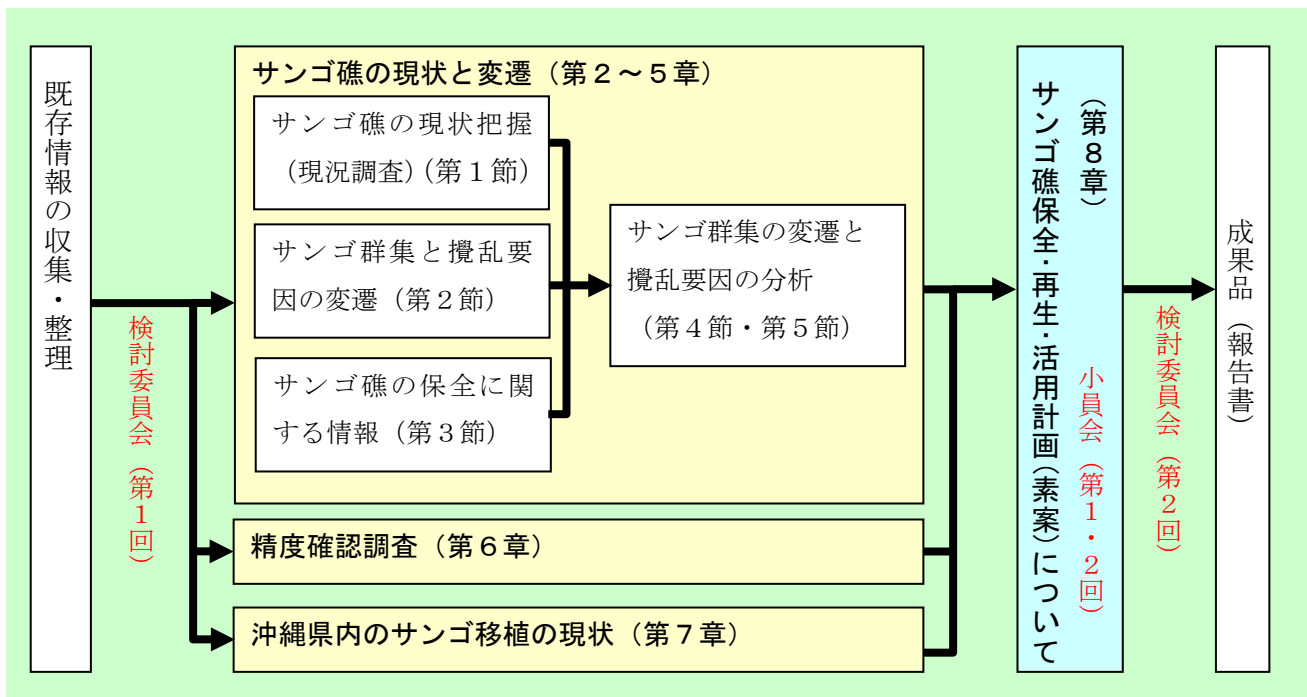 既存情報の収集・整理
検討委員会（第１回）
サンゴ礁の現状と変遷（第２～５章）
サンゴ礁の現状把握
（現況調査）（第１節）
サンゴ群集と攪乱要
因の変遷（第２節）
サンゴ礁の保全に関
する情報（第３節）
サンゴ群集の変遷と
攪乱要因の分析
（第４節・第５節）
精度確認調査（第６章）
沖縄県内のサンゴ移植の現状（第７章）
（第８章）
サンゴ礁保全・再生・活用計画（素案）について
小員会（第１・２回）
検討委員会（第２回）
成果品（報告書）